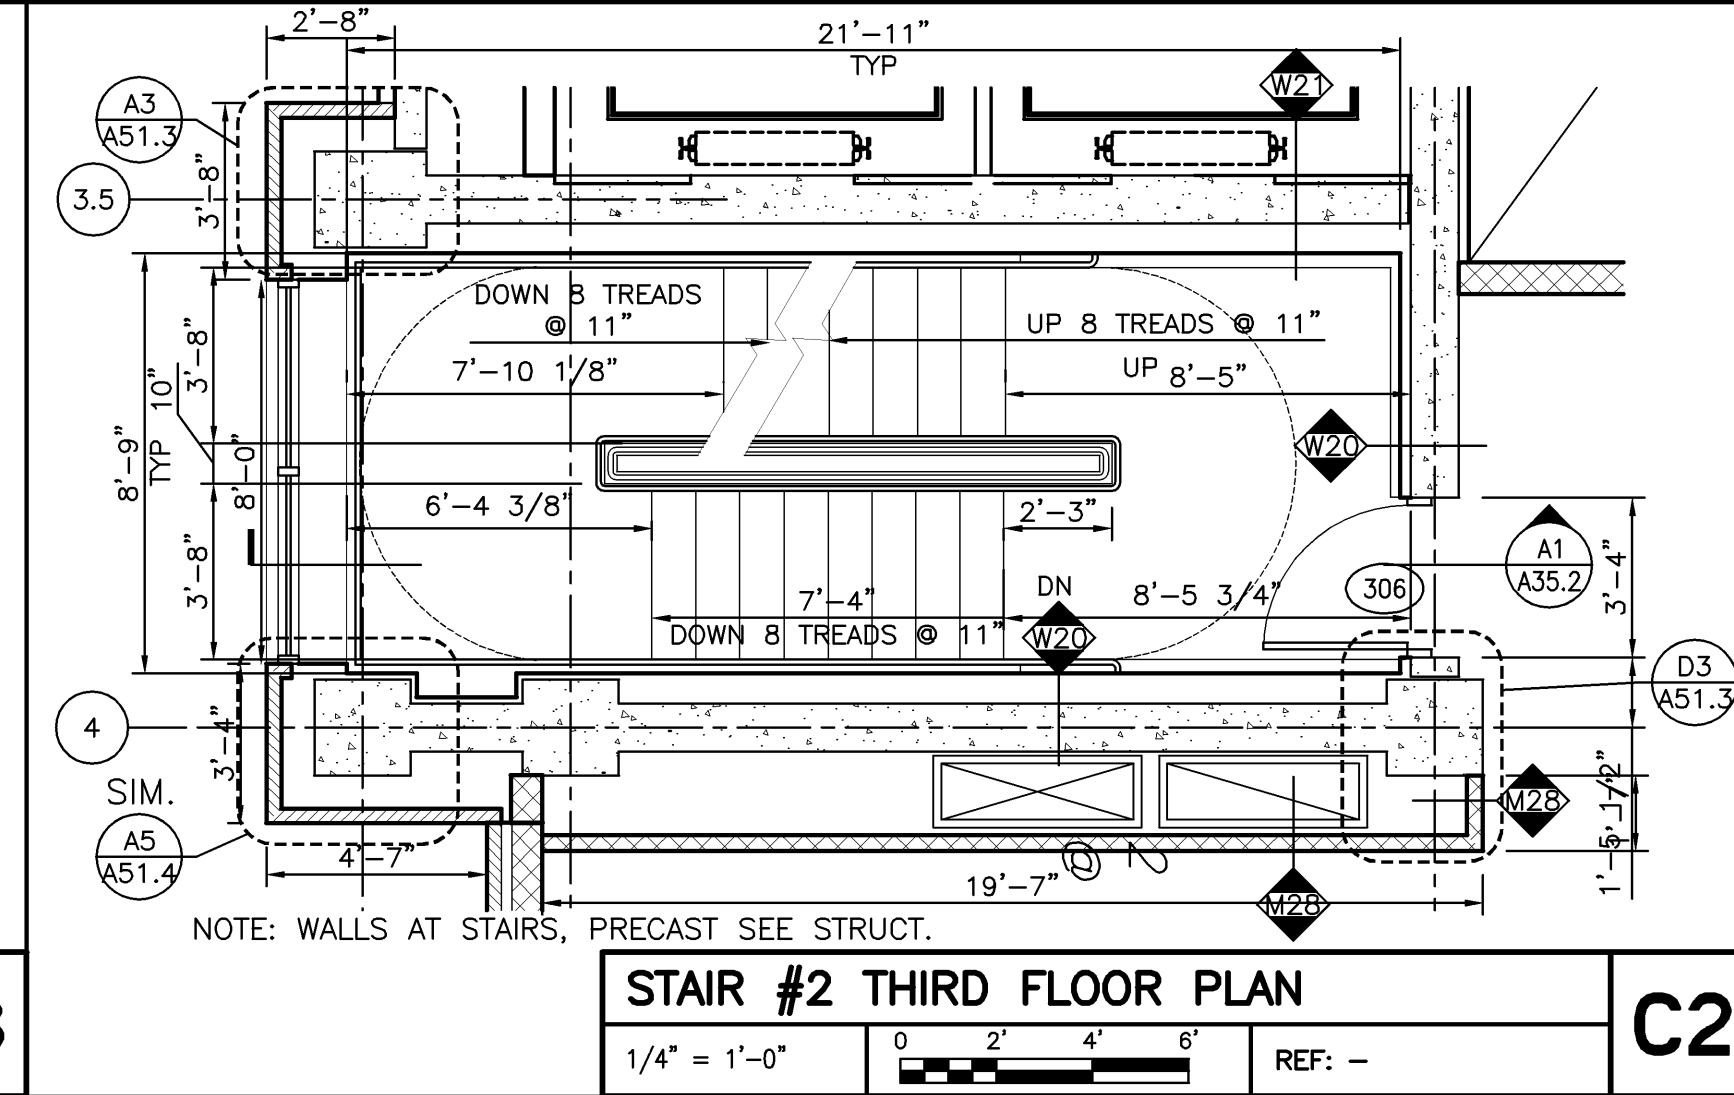 2'-8"
21'-11"
TYP
W21
A3
A51.3
3'-8"
3.5
DOWN 8 TREADS
@ 11"
UP 8 TREADS @ 11"
7'-10 1/8"
UP
8'-5"
3'-8"
10"
8'-9"
TYP
8'-0"
W20
6'-4 3/8"
2'-3"
3'-8"
A1
A35.2
3'-4"
306
DN
7'-4"
8'-5 3/4"
DOWN 8 TREADS @ 11"
W20
D3
A51.3
4
3'-4"
SIM.
A5
A51.4
4'-7"
M28
@
19'-7"
M28
NOTE: WALLS AT STAIRS, PRECAST SEE STRUCT.
STAIR #2 THIRD FLOOR PLAN
C2
1/4" = 1'-0"
0 2' 4' 6'
REF: –